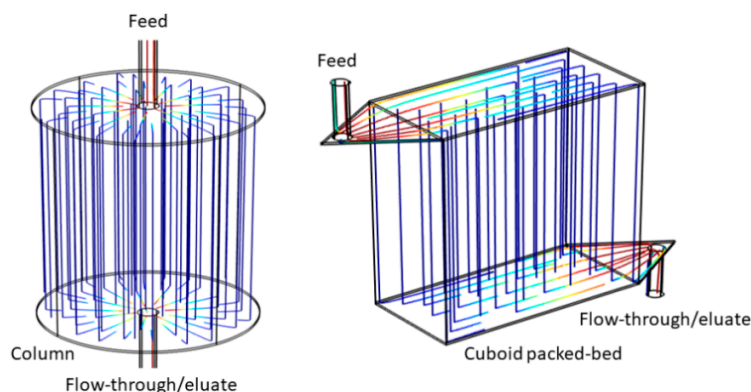 Feed
Column
Flow-through/eluate
Feed
Flow-through/eluate
Cuboid packed-bed